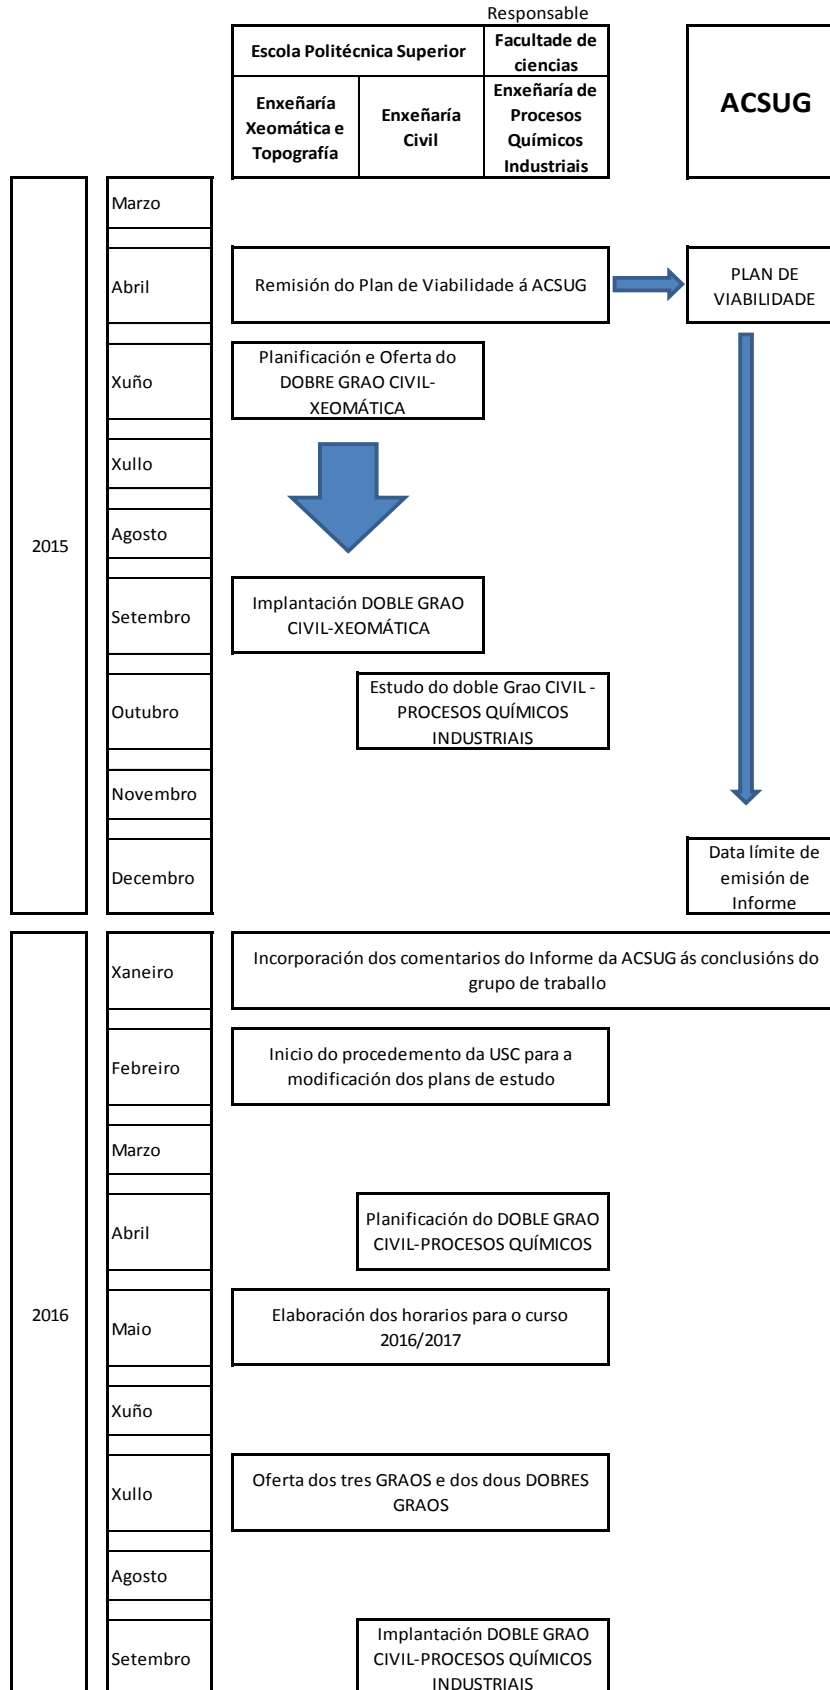 Responsable
Escola Politécnica Superior
Facultade de
ciencias
ACSUG
Enxeñaría
Xeomática e
Topografía
Enxeñaría
Civil
Enxeñaría de
Procesos
Químicos
Industriais
2015
Marzo
Abril
Remisión do Plan de Viabilidade á ACSUG
PLAN DE
VIABILIDADE
Xuño
Planificación e Oferta do
DOBRE GRAO CIVIL-
XEOMÁTICA
Xullo
Agosto
Setembro
Implantación DOBLE GRAO
CIVIL-XEOMÁTICA
Outubro
Estudo do doble Grao CIVIL -
PROCESOS QUÍMICOS
INDUSTRIAIS
Novembro
Decembro
Data límite de
emisión de
Informe
2016
Xaneiro
Incorporación dos comentarios do Informe da ACSUG ás conclusións do
grupo de traballo
Febreiro
Inicio do procedemento da USC para a
modificación dos plans de estudo
Marzo
Abril
Planificación do DOBLE GRAO
CIVIL-PROCESOS QUÍMICOS
Maio
Elaboración dos horarios para o curso
2016/2017
Xuño
Xullo
Oferta dos tres GRAOS e dos dous DOBRES
GRAOS
Agosto
Setembro
Implantación DOBLE GRAO
CIVIL-PROCESOS QUÍMICOS
INDUSTRIAIS